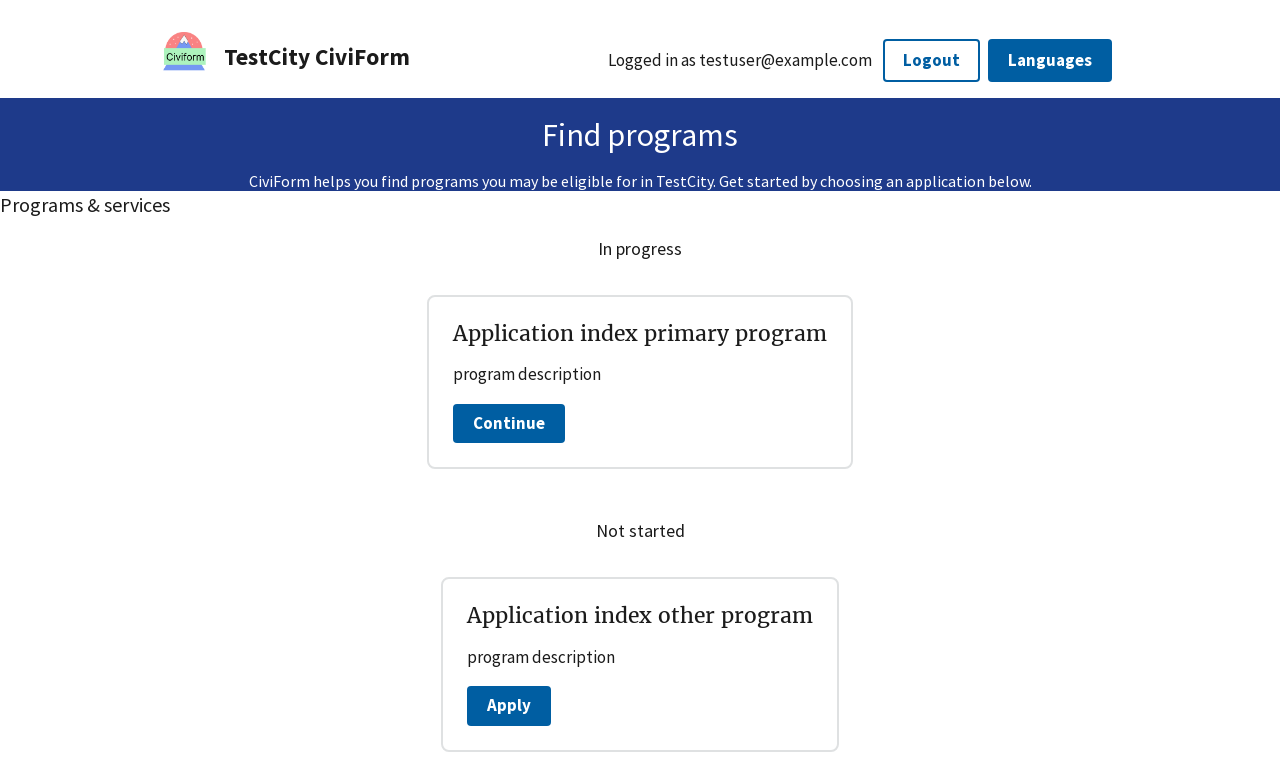 Civiform
TestCity CiviForm
Logged in as testuser@example.com
Logout
Languages
Find programs
CiviForm helps you find programs you may be eligible for in TestCity. Get started by choosing an application below.
Programs & services
In progress
Application index primary program
program description
Continue
Not started
Application index other program
program description
Apply